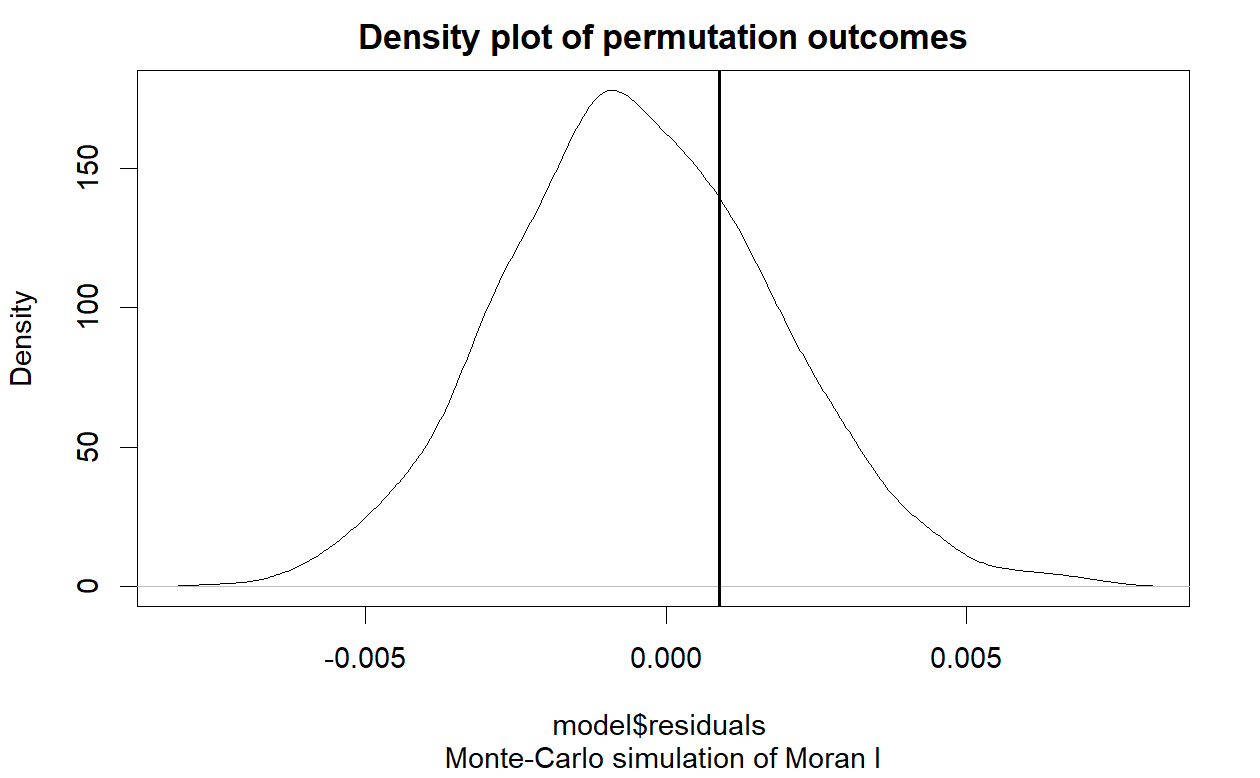 Density plot of permutation outcomes
Density
150
100
50
0
-0.005
0.000
0.005
model$residuals
Monte-Carlo simulation of Moran I